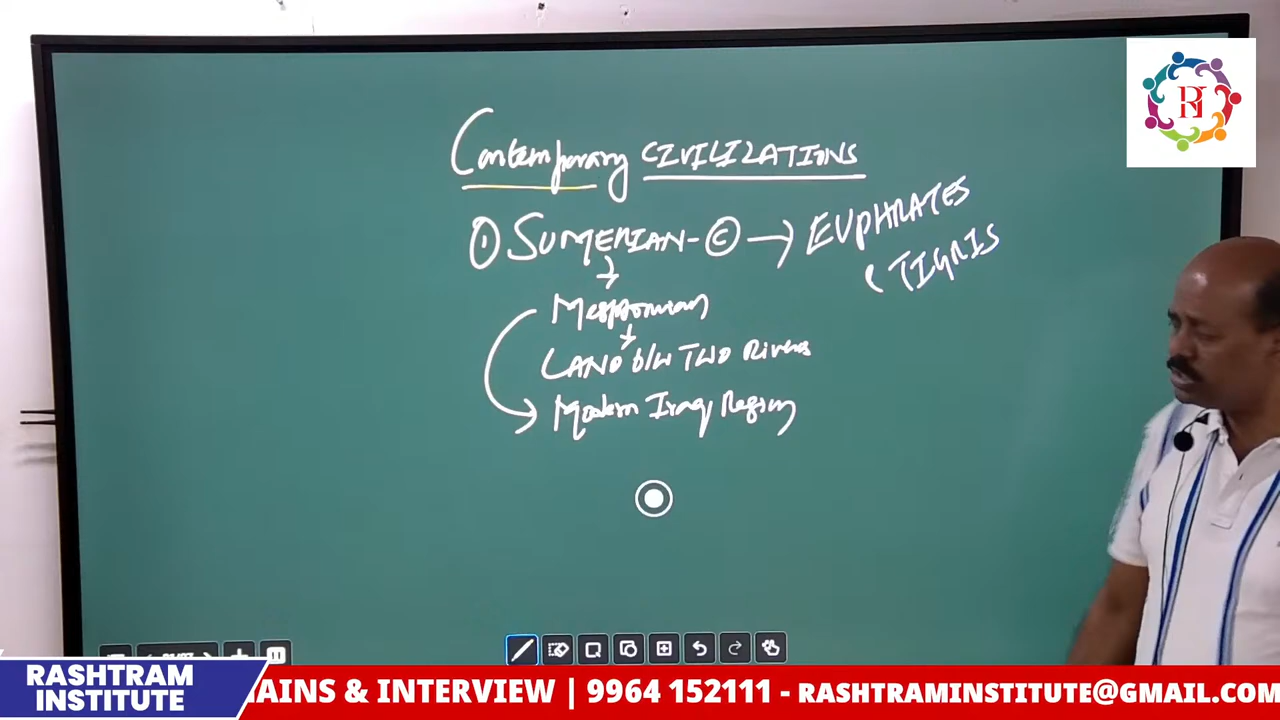 Contemporary CIVILIZATIONS
① SUMERIAN - © → EUPHRATES
( TIGRIS
LAND b/w TWO Rivers
Modern Iraq Region
RI
RASHTRAM
INSTITUTE
AINS & INTERVIEW | 9964 152111 - RASHTRAMINSTITUTE@GMAIL.COM